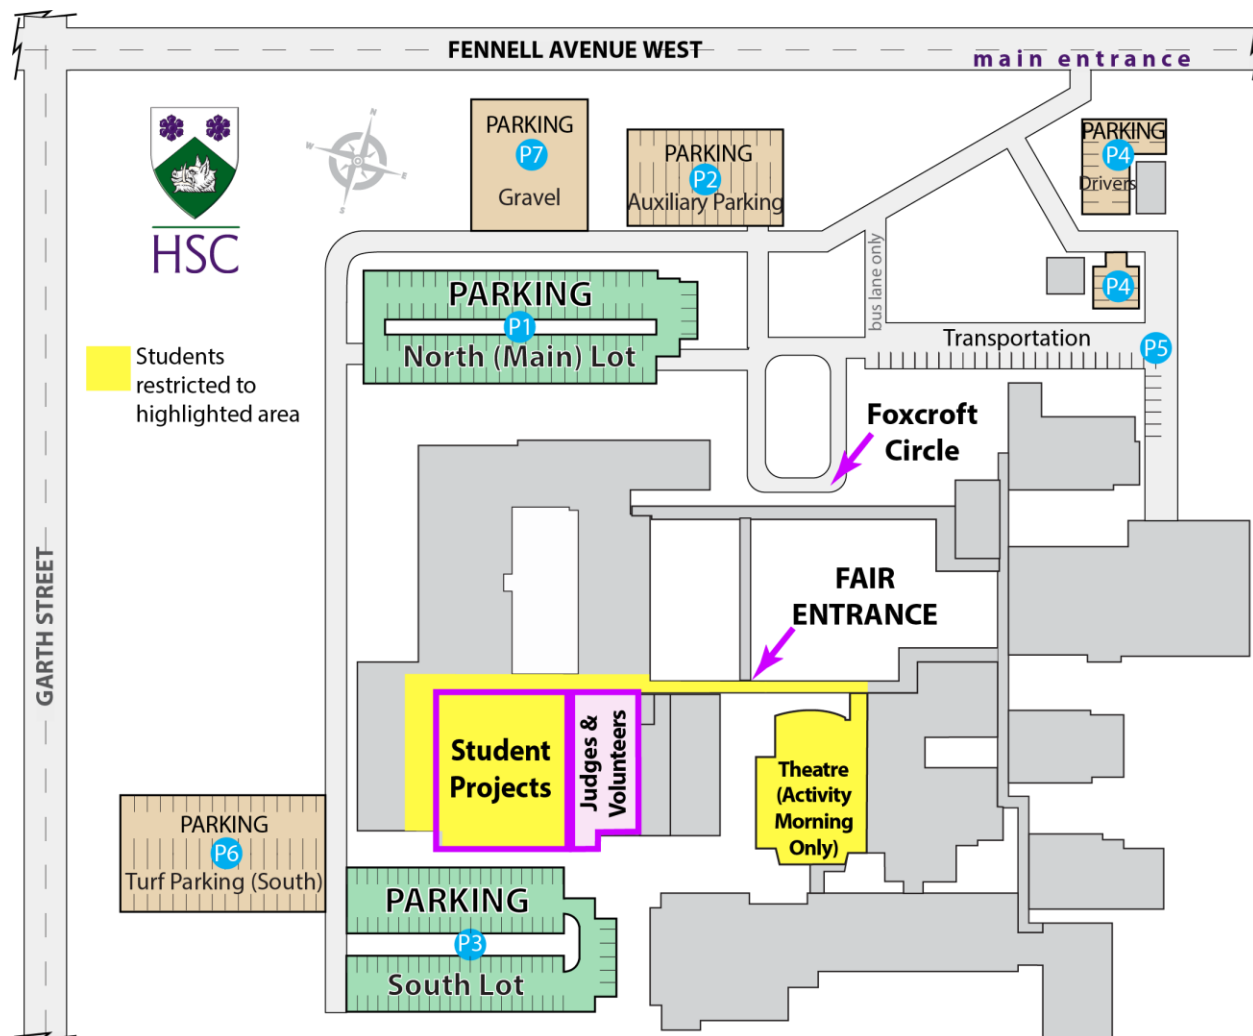 FENNELL AVENUE WEST
main entrance
PARKING
P7
Gravel
PARKING
P2
Auxiliary Parking
PARKING
P4
Drivers
N
E
S
W
HSC
bus lane only
P4
PARKING
P1
North (Main) Lot
Transportation
P5
Students
restricted to
highlighted area
Foxcroft
Circle
GARTH STREET
FAIR
ENTRANCE
Student
Projects
Judges &
Volunteers
Theatre
(Activity
Morning
Only)
PARKING
P6
Turf Parking (South)
PARKING
P3
South Lot